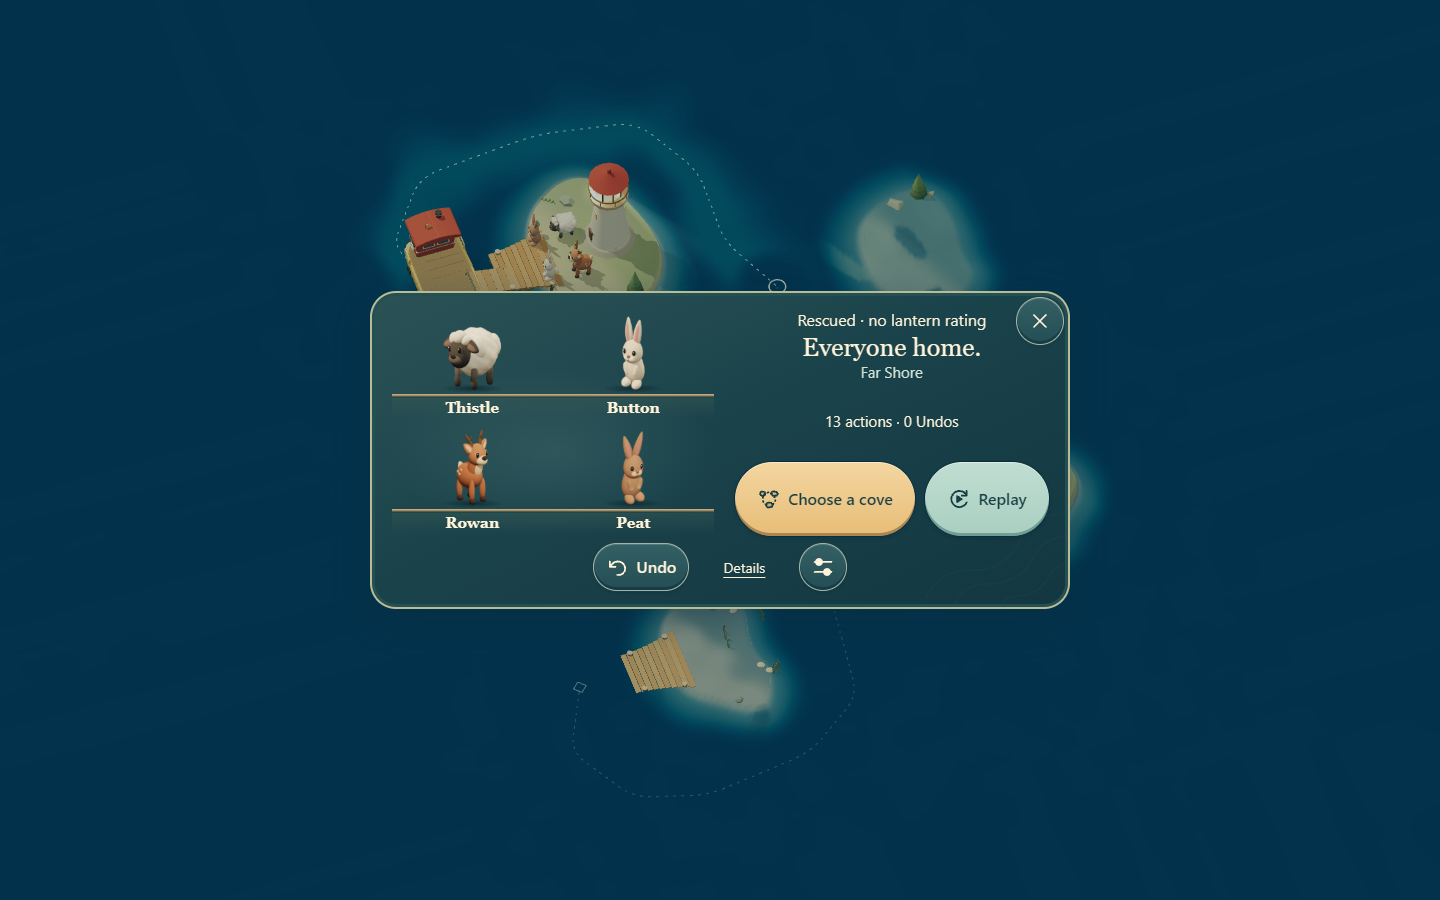 Rescued · no lantern rating
Everyone home.
Far Shore
13 actions · 0 Undos
Thistle
Button
Rowan
Peat
Choose a cove
Replay
Undo
Details